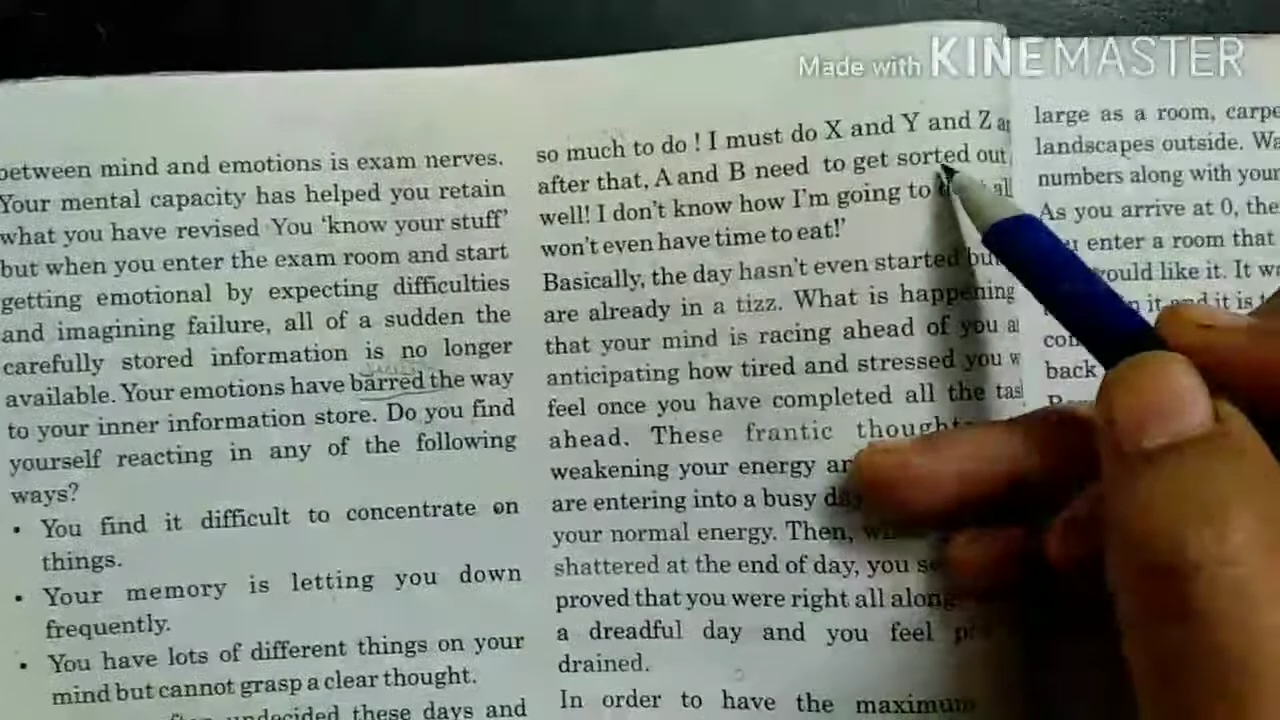 Made with KINEMASTER
between mind and emotions is exam nerves.
Your mental capacity has helped you retain
what you have revised You ‘know your stuff’
but when you enter the exam room and start
getting emotional by expecting difficulties
and imagining failure, all of a sudden the
carefully stored information is no longer
available. Your emotions have barred the way
to your inner information store. Do you find
yourself reacting in any of the following
ways?
• You find it difficult to concentrate on
things.
• Your memory is letting you down
frequently.
• You have lots of different things on your
mind but cannot grasp a clear thought.
undecided these days and
so much to do ! I must do X and Y and Z
after that, A and B need to get sorted out
well! I don’t know how I’m going to all
won’t even have time to eat!’
Basically, the day hasn’t even started
are already in a tizz. What is happening
that your mind is racing ahead of you
anticipating how tired and stressed you
feel once you have completed all the
ahead. These frantic
weakening your energy
are entering into a busy
your normal energy. Then,
shattered at the end of day, you
proved that you were right all along
a dreadful day and you feel
drained.
In order to have the maximum
large as a room,
landscapes outside.
numbers along with your
As you arrive at 0,
enter a room that
would like it. It
it and it is
back